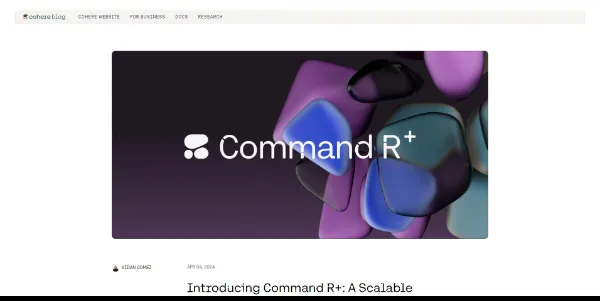 cohere blog COHERE WEBSITE FOR BUSINESS DOCS RESEARCH
Command R+
AIDAN GOMEZ APR 04, 2024
Introducing Command R+: A Scalable